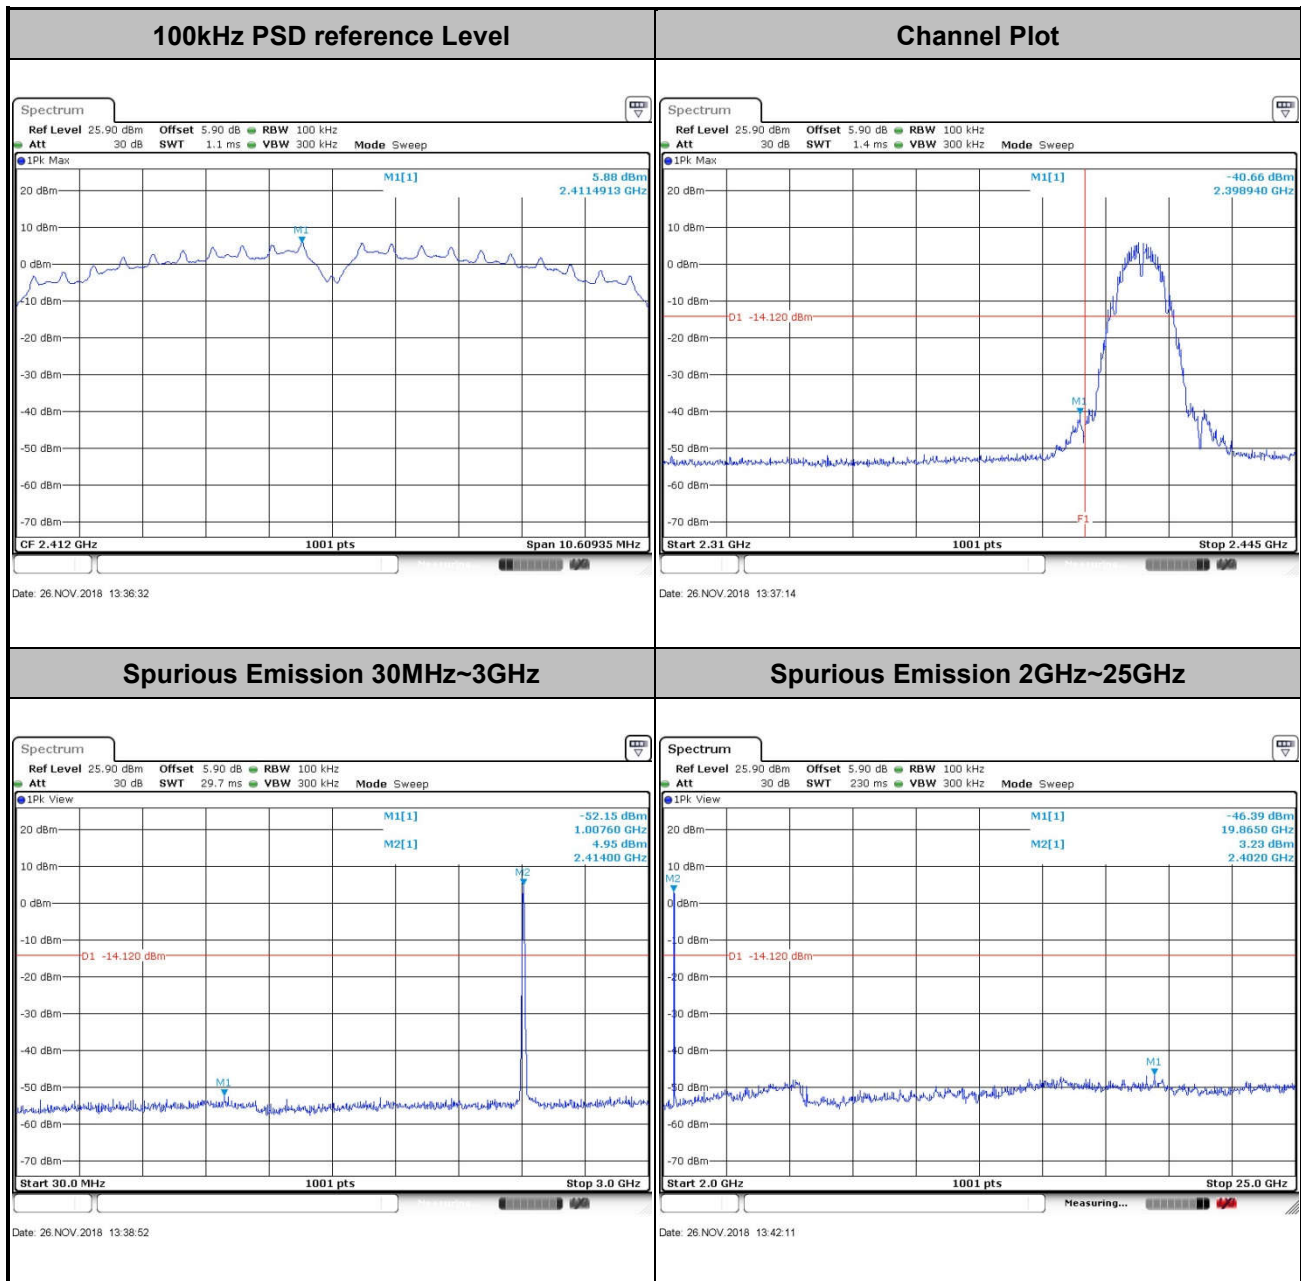 100kHz PSD reference Level
Spectrum
Ref Level 25.90 dBm Offset 5.90 dB RBW 100 kHz
Att 30 dB SWT 1.1 ms VBW 300 kHz Mode Sweep
1Pk Max
M1[1] 5.88 dBm
2.4114913 GHz
20 dBm
10 dBm
M1
0 dBm
-10 dBm
-20 dBm
-30 dBm
-40 dBm
-50 dBm
-60 dBm
-70 dBm
CF 2.412 GHz 1001 pts Span 10.60935 MHz
Date: 26.NOV.2018 13:36:32
Channel Plot
Spectrum
Ref Level 25.90 dBm Offset 5.90 dB RBW 100 kHz
Att 30 dB SWT 1.4 ms VBW 300 kHz Mode Sweep
1Pk Max
M1[1] -40.66 dBm
2.398940 GHz
20 dBm
10 dBm
0 dBm
-10 dBm
D1 -14.120 dBm
-20 dBm
-30 dBm
-40 dBm
M1
-50 dBm
-60 dBm
-70 dBm
F1
Start 2.31 GHz 1001 pts Stop 2.445 GHz
Date: 26.NOV.2018 13:37:14
Spurious Emission 30MHz~3GHz
Spectrum
Ref Level 25.90 dBm Offset 5.90 dB RBW 100 kHz
Att 30 dB SWT 29.7 ms VBW 300 kHz Mode Sweep
1Pk View
M1[1] -52.15 dBm
1.00760 GHz
20 dBm
M2[1] 4.95 dBm
2.41400 GHz
10 dBm
M2
0 dBm
-10 dBm
D1 -14.120 dBm
-20 dBm
-30 dBm
-40 dBm
M1
-50 dBm
-60 dBm
-70 dBm
Start 30.0 MHz 1001 pts Stop 3.0 GHz
Date: 26.NOV.2018 13:38:52
Spurious Emission 2GHz~25GHz
Spectrum
Ref Level 25.90 dBm Offset 5.90 dB RBW 100 kHz
Att 30 dB SWT 230 ms VBW 300 kHz Mode Sweep
1Pk View
M1[1] -46.39 dBm
19.8650 GHz
20 dBm
M2[1] 3.23 dBm
2.4020 GHz
10 dBm
M2
0 dBm
-10 dBm
D1 -14.120 dBm
-20 dBm
-30 dBm
-40 dBm
M1
-50 dBm
-60 dBm
-70 dBm
Start 2.0 GHz 1001 pts Stop 25.0 GHz
Measuring...
Date: 26.NOV.2018 13:42:11